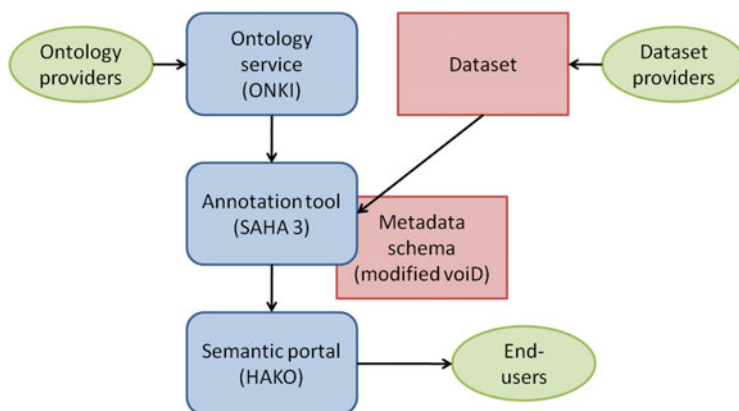 Ontology
providers
Ontology
service
(ONKI)
Dataset
Dataset
providers
Annotation tool
(SAHA 3)
Metadata
schema
(modified voiD)
Semantic portal
(HAKO)
End-
users